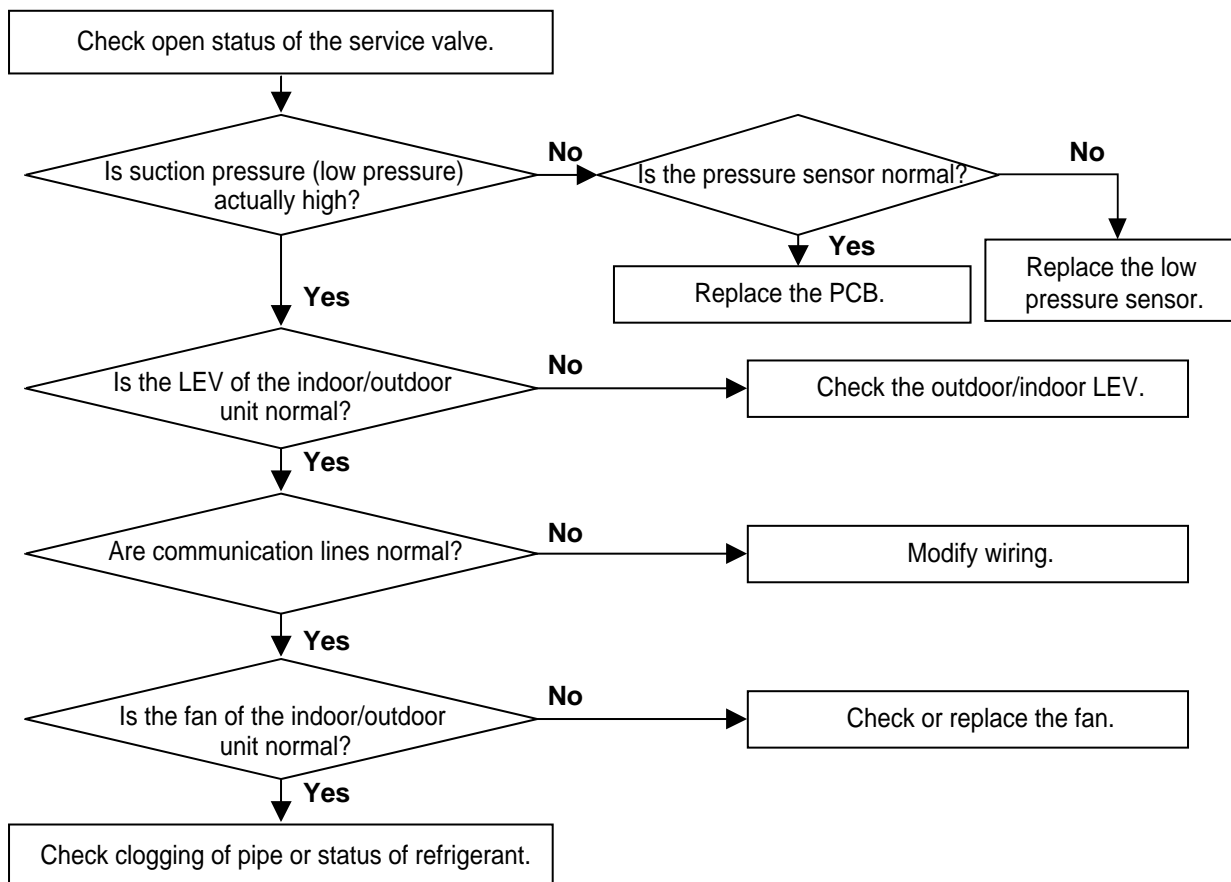 Check open status of the service valve.
Is suction pressure (low pressure)
actually high?
No
Is the pressure sensor normal?
No
Yes
Replace the PCB.
Replace the low
pressure sensor.
Yes
Is the LEV of the indoor/outdoor
unit normal?
No
Check the outdoor/indoor LEV.
Yes
Are communication lines normal?
No
Modify wiring.
Yes
Is the fan of the indoor/outdoor
unit normal?
No
Check or replace the fan.
Yes
Check clogging of pipe or status of refrigerant.